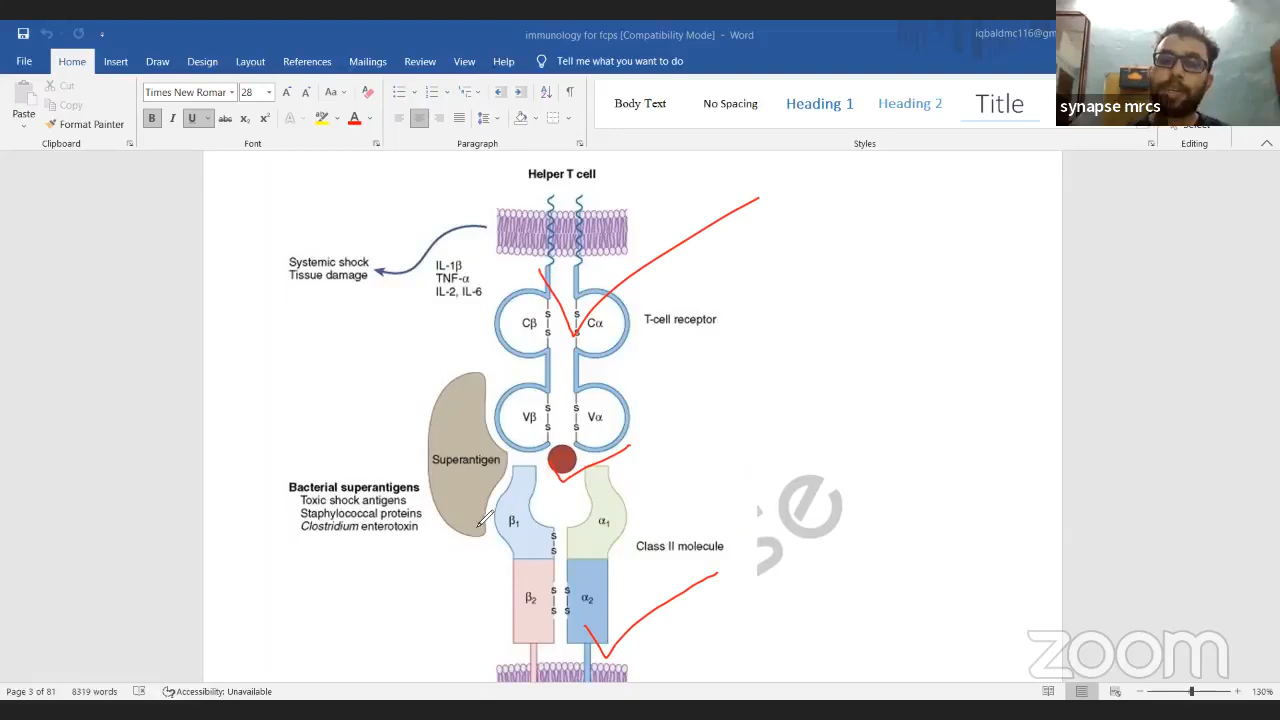 immunology for fcps [Compatibility Mode] - Word
iqbaldmc116@gm
File Home Insert Draw Design Layout References Mailings Review View Help Tell me what you want to do
Paste
Cut
Copy
Format Painter
Times New Romar 28
Body Text
No Spacing
Heading 1
Heading 2
Title
Clipboard
Font
Paragraph
Styles
Editing
synapse mrcs
Helper T cell
Systemic shock
Tissue damage
IL-1β
TNF-α
IL-2, IL-6
Cβ
S
S
S
S
Cα
T-cell receptor
Vβ
S
S
S
S
Vα
Superantigen
Bacterial superantigens
Toxic shock antigens
Staphylococcal proteins
Clostridium enterotoxin
β1
α1
S
S
Class II molecule
β2
S S
S S
α2
zoom
Page 3 of 81 8319 words Accessibility: Unavailable
130%